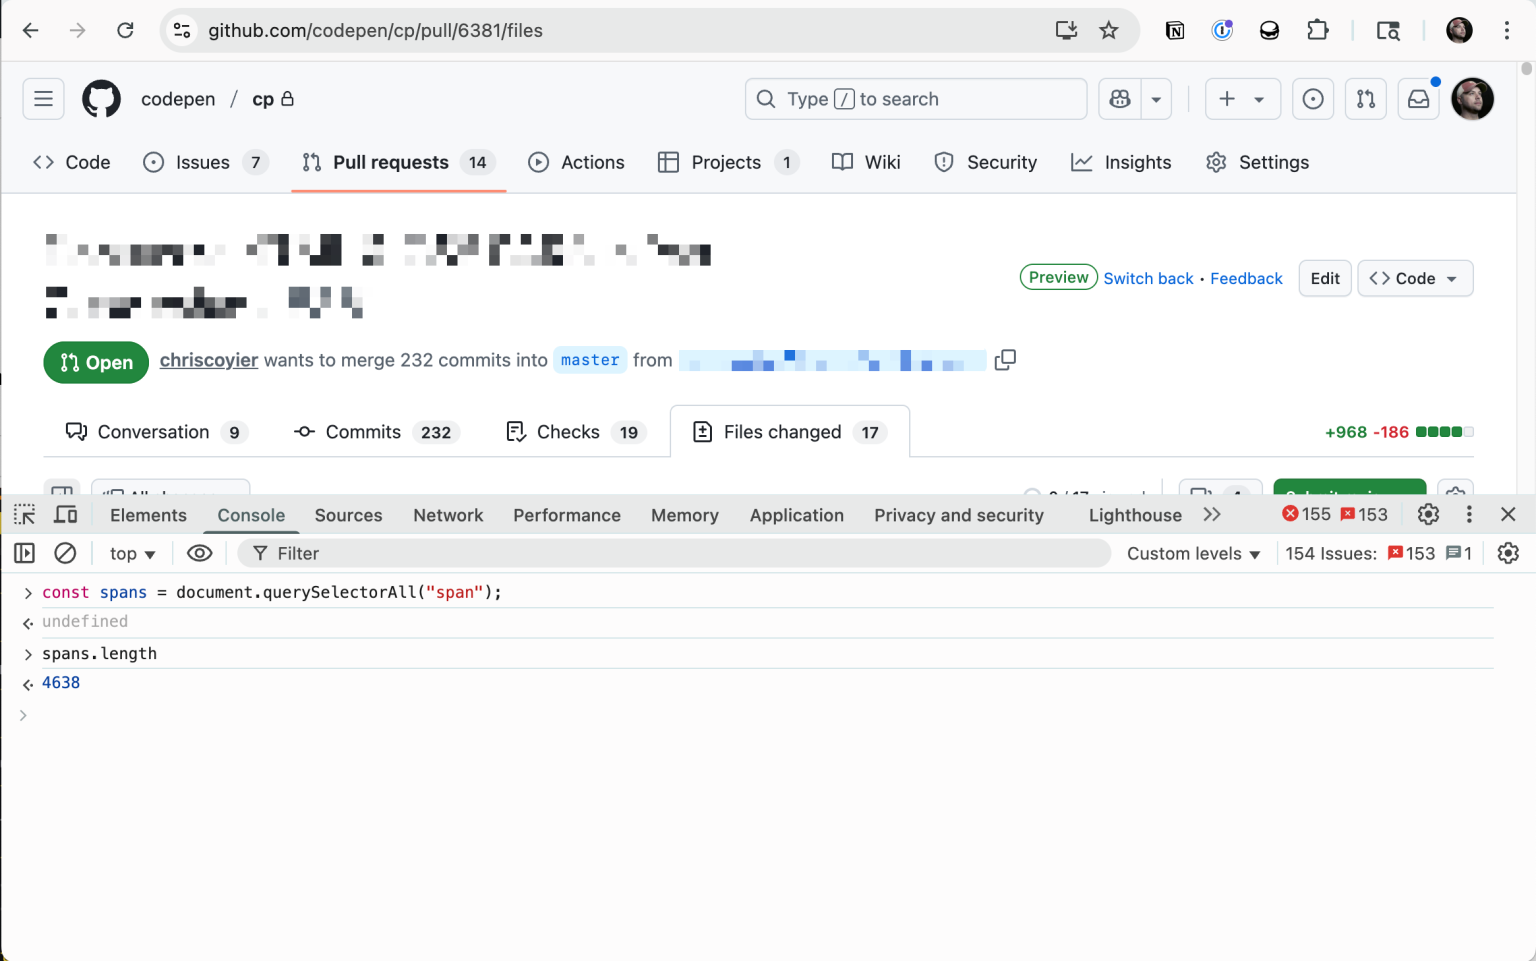 github.com/codepen/cp/pull/6381/files
codepen / cp
Type / to search
Code
Issues 7
Pull requests 14
Actions
Projects 1
Wiki
Security
Insights
Settings
Preview Switch back · Feedback Edit Code
Open chriscoyier wants to merge 232 commits into master from
Conversation 9
Commits 232
Checks 19
Files changed 17
+968 -186
Elements Console Sources Network Performance Memory Application Privacy and security Lighthouse 155 153
top Filter Custom levels 154 Issues: 153 1
const spans = document.querySelectorAll("span");
undefined
spans.length
4638